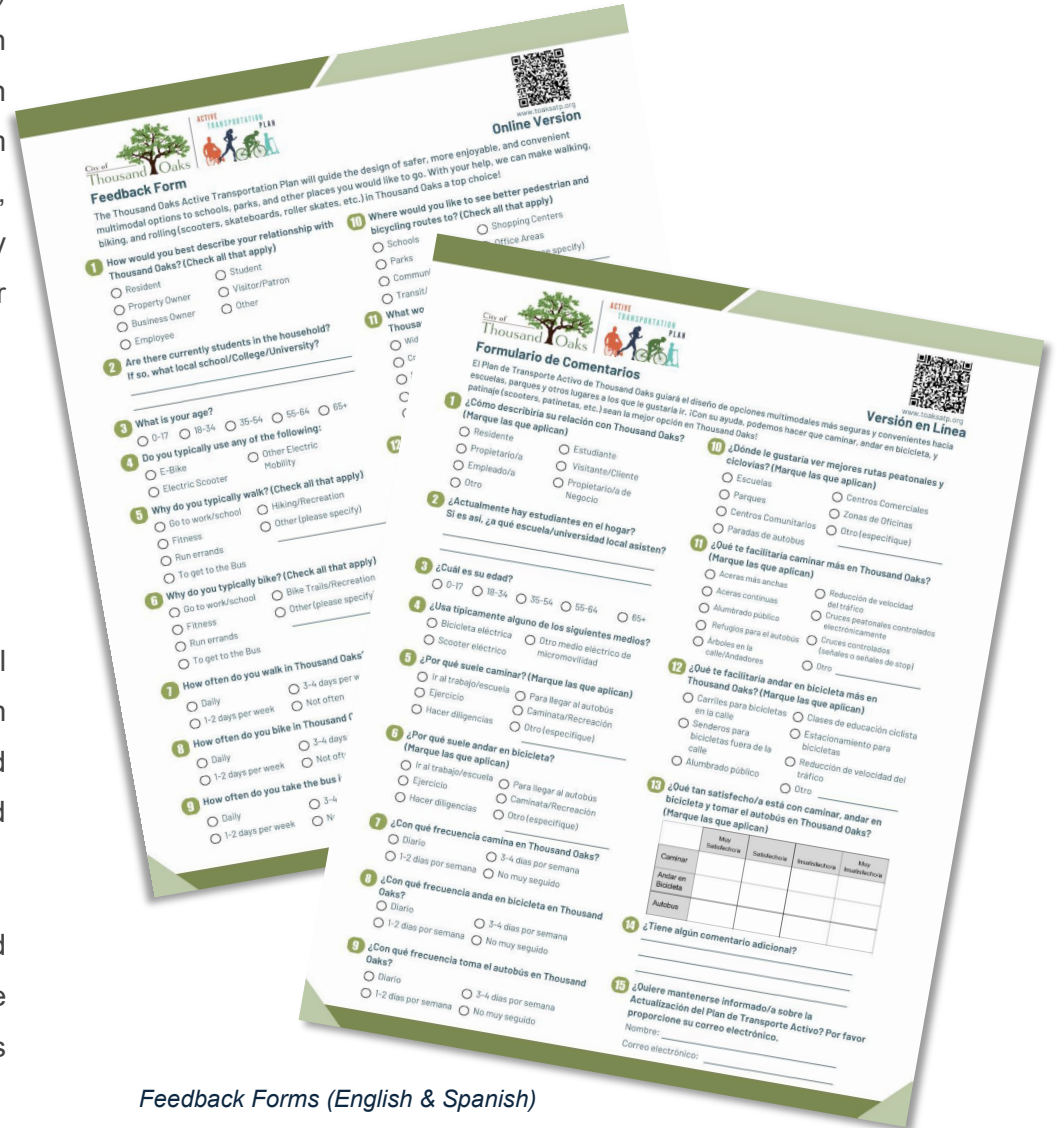 City of
Thousand Oaks
ACTIVE
TRANSPORTATION
PLAN
www.toaksatp.org
Online Version
Feedback Form
The Thousand Oaks Active Transportation Plan will guide the design of safer, more enjoyable, and convenient
multimodal options to schools, parks, and other places you would like to go. With your help, we can make walking,
biking, and rolling (scooters, skateboards, roller skates, etc.) in Thousand Oaks a top choice!
1 How would you best describe your relationship with
Thousand Oaks? (Check all that apply)
Resident
Student
Property Owner
Visitor/Patron
Business Owner
Other
Employee
2 Are there currently students in the household?
If so, what local school/College/University?
3 What is your age?
0-17 18-34 35-54 55-64 65+
4 Do you typically use any of the following:
E-Bike
Other Electric
Mobility
Electric Scooter
5 Why do you typically walk? (Check all that apply)
Go to work/school
Hiking/Recreation
Fitness
Other (please specify)
Run errands
To get to the Bus
6 Why do you typically bike? (Check all that apply)
Go to work/school
Bike Trails/Recreation
Fitness
Other (please specify
Run errands
To get to the Bus
7 How often do you walk in Thousand Oaks
Daily
3-4 days per w
1-2 days per week
Not often
8 How often do you bike in Thousand
Daily
3-4 days
1-2 days per week
Not oft
9 How often do you take the bus i
Daily
3-4
1-2 days per week
N
10 Where would you like to see better pedestrian and
bicycling routes to? (Check all that apply)
Schools
Shopping Centers
Parks
Office Areas
Commun
se specify)
Transit/
11 What wo
Thousa
Wid
Cr
12
City of
Thousand Oaks
ACTIVE
TRANSPORTATION
PLAN
www.toaksatp.org
Versión en Línea
Formulario de Comentarios
El Plan de Transporte Activo de Thousand Oaks guiará el diseño de opciones multimodales más seguras y convenientes hacia
escuelas, parques y otros lugares a los que le gustaría ir. ¡Con su ayuda, podemos hacer que caminar, andar en bicicleta, y
patinaje (scooters, patinetas, etc.) sean la mejor opción en Thousand Oaks!
1 ¿Cómo describiría su relación con Thousand Oaks?
(Marque las que aplican)
Residente
Estudiante
Propietario/a
Visitante/Cliente
Empleado/a
Propietario/a de
Negocio
Otro
2 ¿Actualmente hay estudiantes en el hogar?
Si es así, ¿a qué escuela/universidad local asisten?
3 ¿Cuál es su edad?
0-17 18-34 35-54 55-64 65+
4 ¿Usa típicamente alguno de los siguientes medios?
Bicicleta eléctrica
Otro medio eléctrico de
micromovilidad
Scooter eléctrico
5 ¿Por qué suele caminar? (Marque las que aplican)
Ir al trabajo/escuela
Para llegar al autobús
Ejercicio
Caminata/Recreación
Hacer diligencias
Otro (especifique)
6 ¿Por qué suele andar en bicicleta?
(Marque las que aplican)
Ir al trabajo/escuela
Para llegar al autobús
Ejercicio
Caminata/Recreación
Hacer diligencias
Otro (especifique)
7 ¿Con qué frecuencia camina en Thousand Oaks?
Diario
3-4 días por semana
1-2 días por semana
No muy seguido
8 ¿Con qué frecuencia anda en bicicleta en Thousand
Oaks?
Diario
3-4 días por semana
1-2 días por semana
No muy seguido
9 ¿Con qué frecuencia toma el autobús en Thousand
Oaks?
Diario
3-4 días por semana
1-2 días por semana
No muy seguido
10 ¿Dónde le gustaría ver mejores rutas peatonales y
ciclovías? (Marque las que aplican)
Escuelas
Centros Comerciales
Parques
Zonas de Oficinas
Centros Comunitarios
Otro (especifique)
Paradas de autobus
11 ¿Qué te facilitaría caminar más en Thousand Oaks?
(Marque las que aplican)
Aceras más anchas
Reducción de velocidad
del tráfico
Aceras continuas
Cruces peatonales controlados
electrónicamente
Alumbrado público
Cruces controlados
(señales o señales de stop)
Refugios para el autobús
Árboles en la
calle/Andadores
Otro
12 ¿Qué te facilitaría andar en bicicleta más en
Thousand Oaks? (Marque las que aplican)
Carriles para bicicletas
en la calle
Clases de educación ciclista
Senderos para
bicicletas fuera de la
calle
Estacionamiento para
bicicletas
Alumbrado público
Reducción de velocidad del
tráfico
Otro
13 ¿Qué tan satisfecho/a está con caminar, andar en
bicicleta y tomar el autobús en Thousand Oaks?
(Marque las que aplican)
Muy
Satisfecho/a
Satisfecho/a
Insatisfecho/a
Muy
Insatisfecho/a
Caminar
Andar en
Bicicleta
Autobus
14 ¿Tiene algún comentario adicional?
15 ¿Quiere mantenerse informado/a sobre la
Actualización del Plan de Transporte Activo? Por favor
proporcione su correo electrónico.
Nombre:
Correo electrónico:
Feedback Forms (English & Spanish)